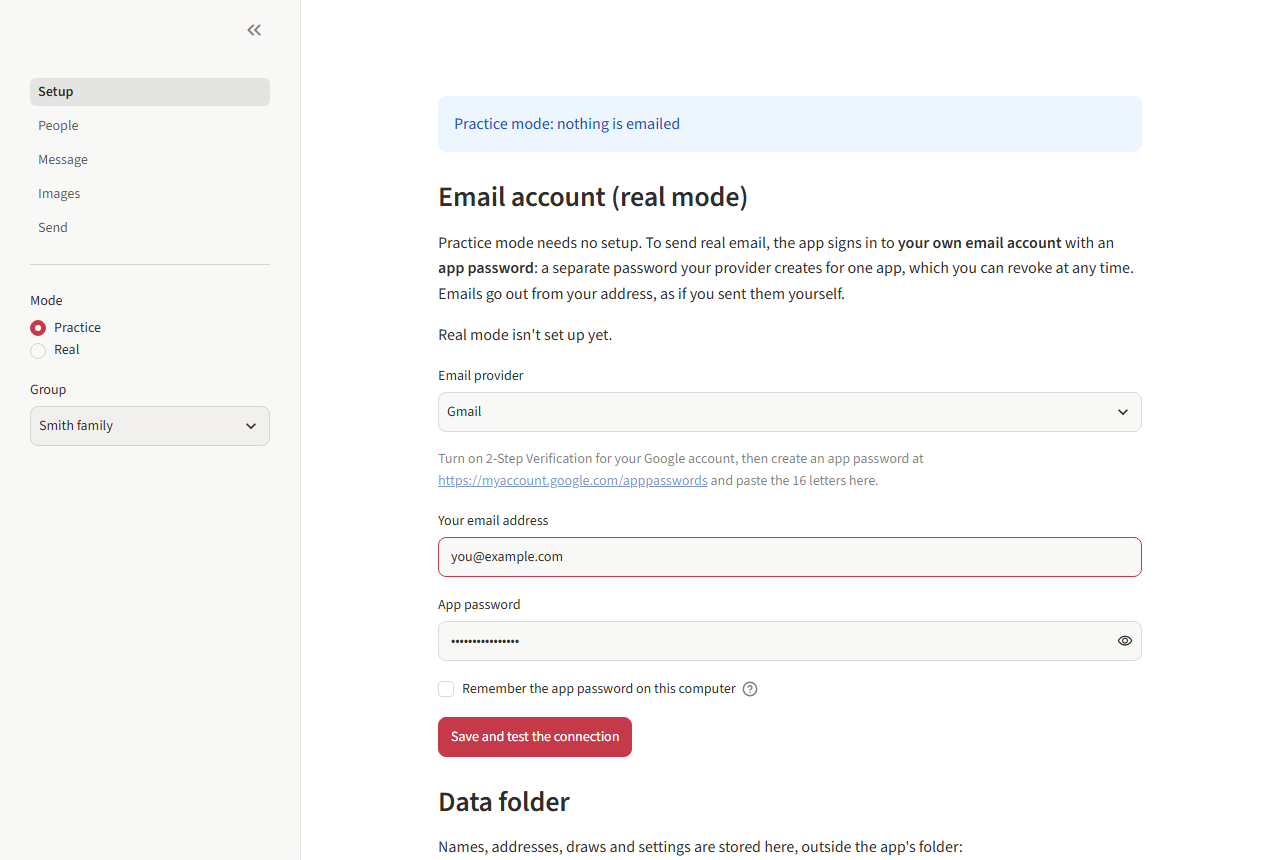 Setup
People
Message
Images
Send
Mode
Practice
Real
Group
Smith family
Practice mode: nothing is emailed
Email account (real mode)
Practice mode needs no setup. To send real email, the app signs in to your own email account with an
app password: a separate password your provider creates for one app, which you can revoke at any time.
Emails go out from your address, as if you sent them yourself.
Real mode isn't set up yet.
Email provider
Gmail
Turn on 2-Step Verification for your Google account, then create an app password at
https://myaccount.google.com/apppasswords and paste the 16 letters here.
Your email address
you@example.com
App password
••••••••••••••••
Remember the app password on this computer
Save and test the connection
Data folder
Names, addresses, draws and settings are stored here, outside the app's folder: